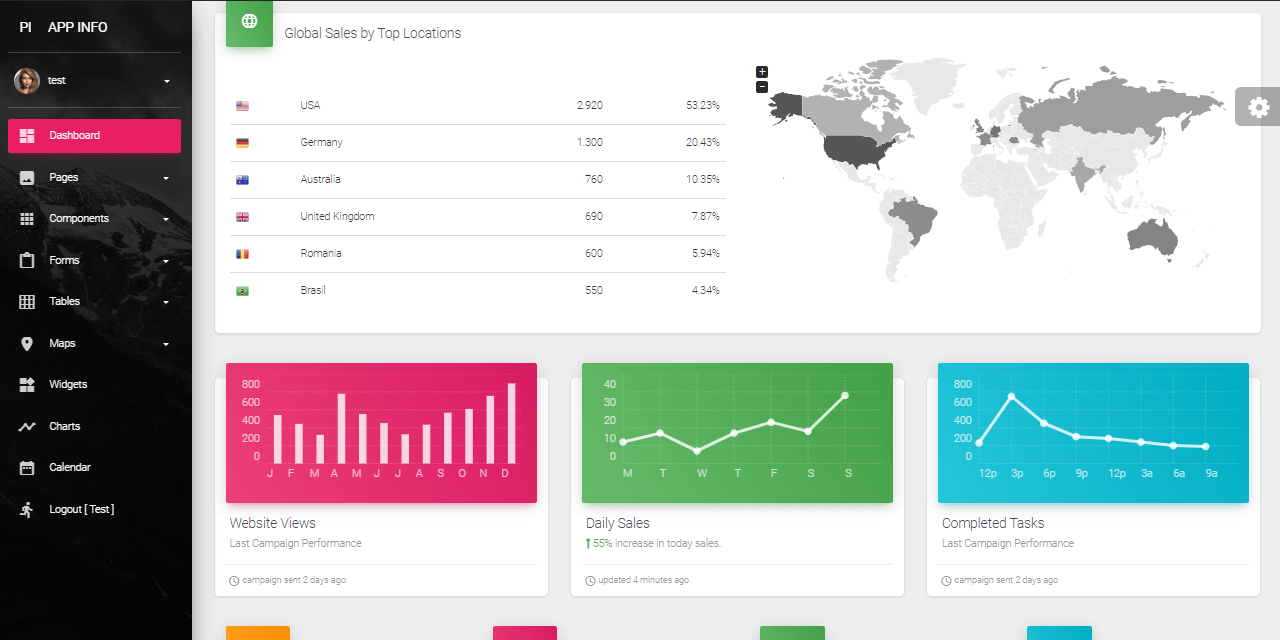 PI APP INFO
test
Dashboard
Pages
Components
Forms
Tables
Maps
Widgets
Charts
Calendar
Logout [ Test ]
Global Sales by Top Locations
USA 2.920 53.23%
Germany 1.300 20.43%
Australia 760 10.35%
United Kingdom 690 7.87%
Romania 600 5.94%
Brasil 550 4.34%
+
−
800
600
400
200
0
J F M A M J J A S O N D
Website Views
Last Campaign Performance
campaign sent 2 days ago
40
30
20
10
0
M T W T F S S
Daily Sales
55% increase in today sales.
updated 4 minutes ago
800
600
400
200
0
12p 3p 6p 9p 12p 3a 6a 9a
Completed Tasks
Last Campaign Performance
campaign sent 2 days ago